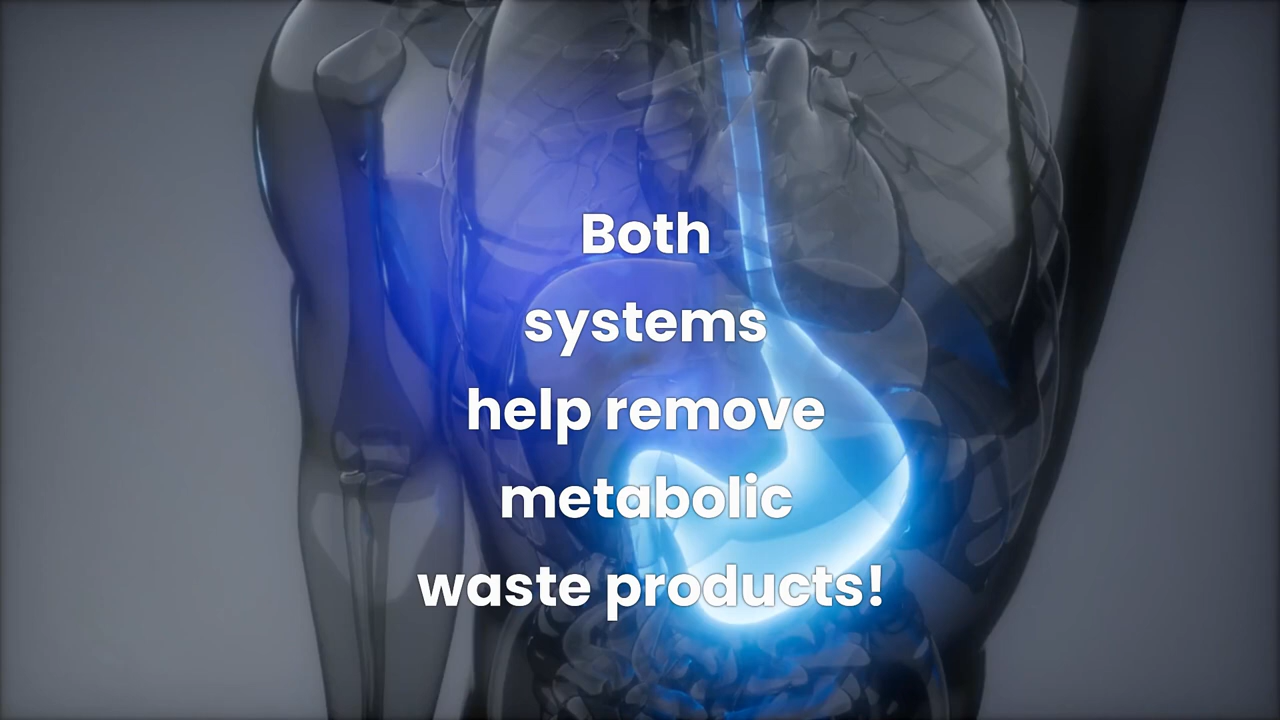 Both
systems
help remove
metabolic
waste products!